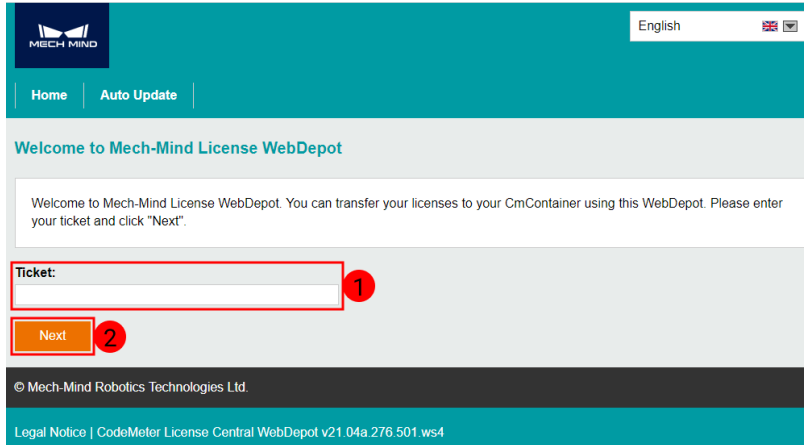 MECH MIND
English
Home
Auto Update
Welcome to Mech-Mind License WebDepot
Welcome to Mech-Mind License WebDepot. You can transfer your licenses to your CmContainer using this WebDepot. Please enter
your ticket and click "Next".
Ticket:
1
Next
2
© Mech-Mind Robotics Technologies Ltd.
Legal Notice | CodeMeter License Central WebDepot v21.04a.276.501.ws4